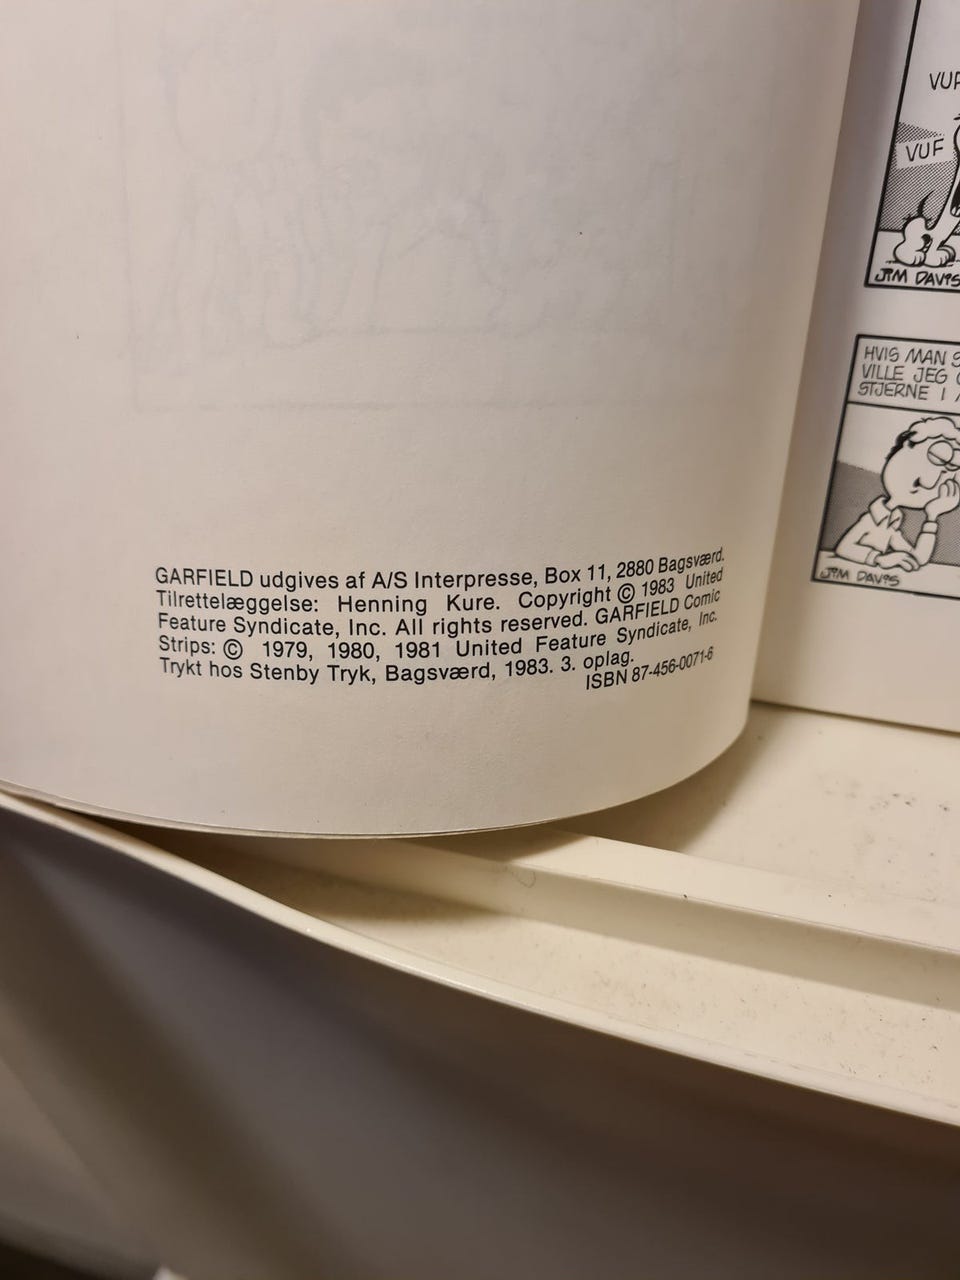 GARFIELD udgives af A/S Interpresse, Box 11, 2880 Bagsværd.
Tilrettelæggelse: Henning Kure. Copyright © 1983 United
Feature Syndicate, Inc. All rights reserved. GARFIELD Comic
Strips: © 1979, 1980, 1981 United Feature Syndicate, Inc.
Trykt hos Stenby Tryk, Bagsværd, 1983. 3. oplag.
ISBN 87-456-0071-6
VUF
JIM DAVIS
HVIS MAN
VILLE JEG
STJERNE I
JIM DAVIS